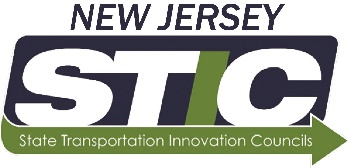 NEW JERSEY
STIC
State Transportation Innovation Councils